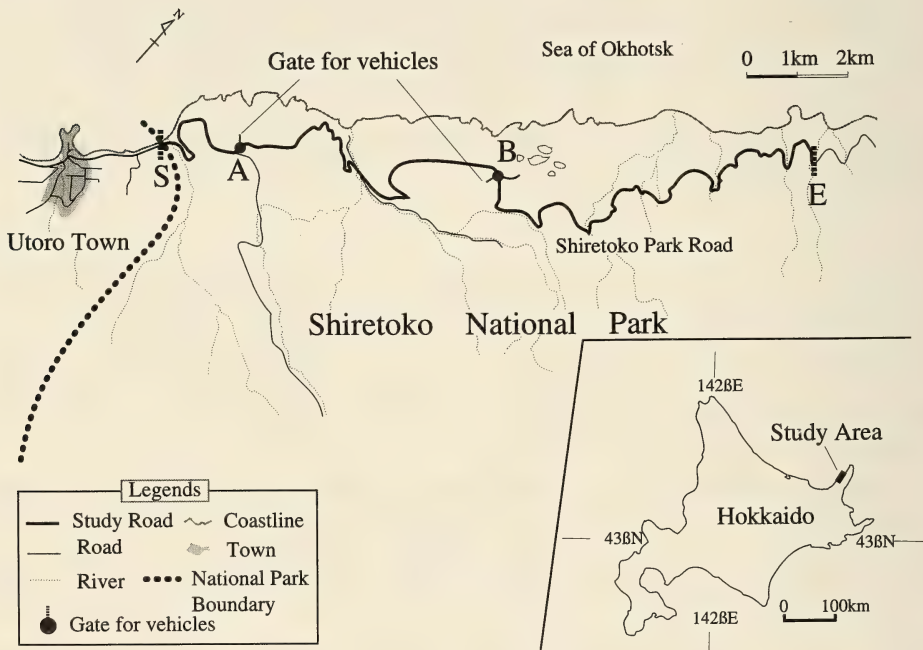 N
Sea of Okhotsk
0 1km 2km
Gate for vehicles
S
A
B
E
Utoro Town
Shiretoko Park Road
Shiretoko National Park
Legends
Study Road
Coastline
Road
Town
River
National Park
Boundary
Gate for vehicles
142ßE
Study Area
Hokkaido
43ßN
43ßN
0 100km
142ßE